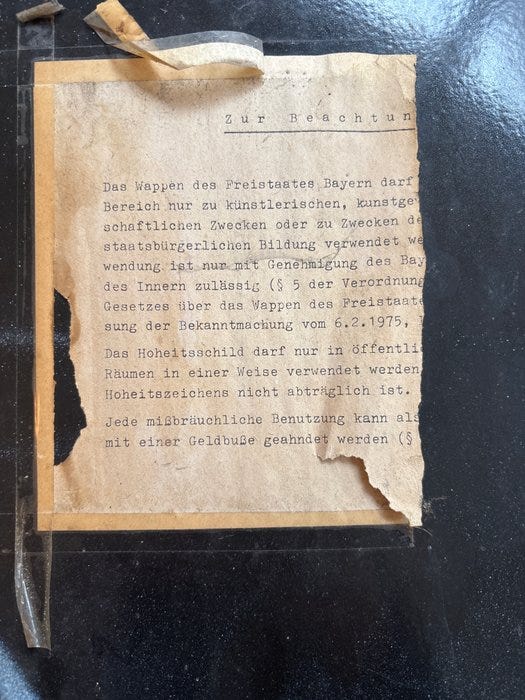 Zur Beachtun
Das Wappen des Freistaates Bayern darf
Bereich nur zu künstlerischen, kunstge
schaftlichen Zwecken oder zu Zwecken de
staatsbürgerlichen Bildung verwendet we
wendung ist nur mit Genehmigung des Bay
des Innern zulässig (§ 5 der Verordnung
Gesetzes über das Wappen des Freistaate
sung der Bekanntmachung vom 6.2.1975,
Das Hoheitsschild darf nur in öffentlic
Räumen in einer Weise verwendet werden
Hoheitszeichens nicht abträglich ist.
Jede mißbräuchliche Benutzung kann als
mit einer Geldbuße geahndet werden (§